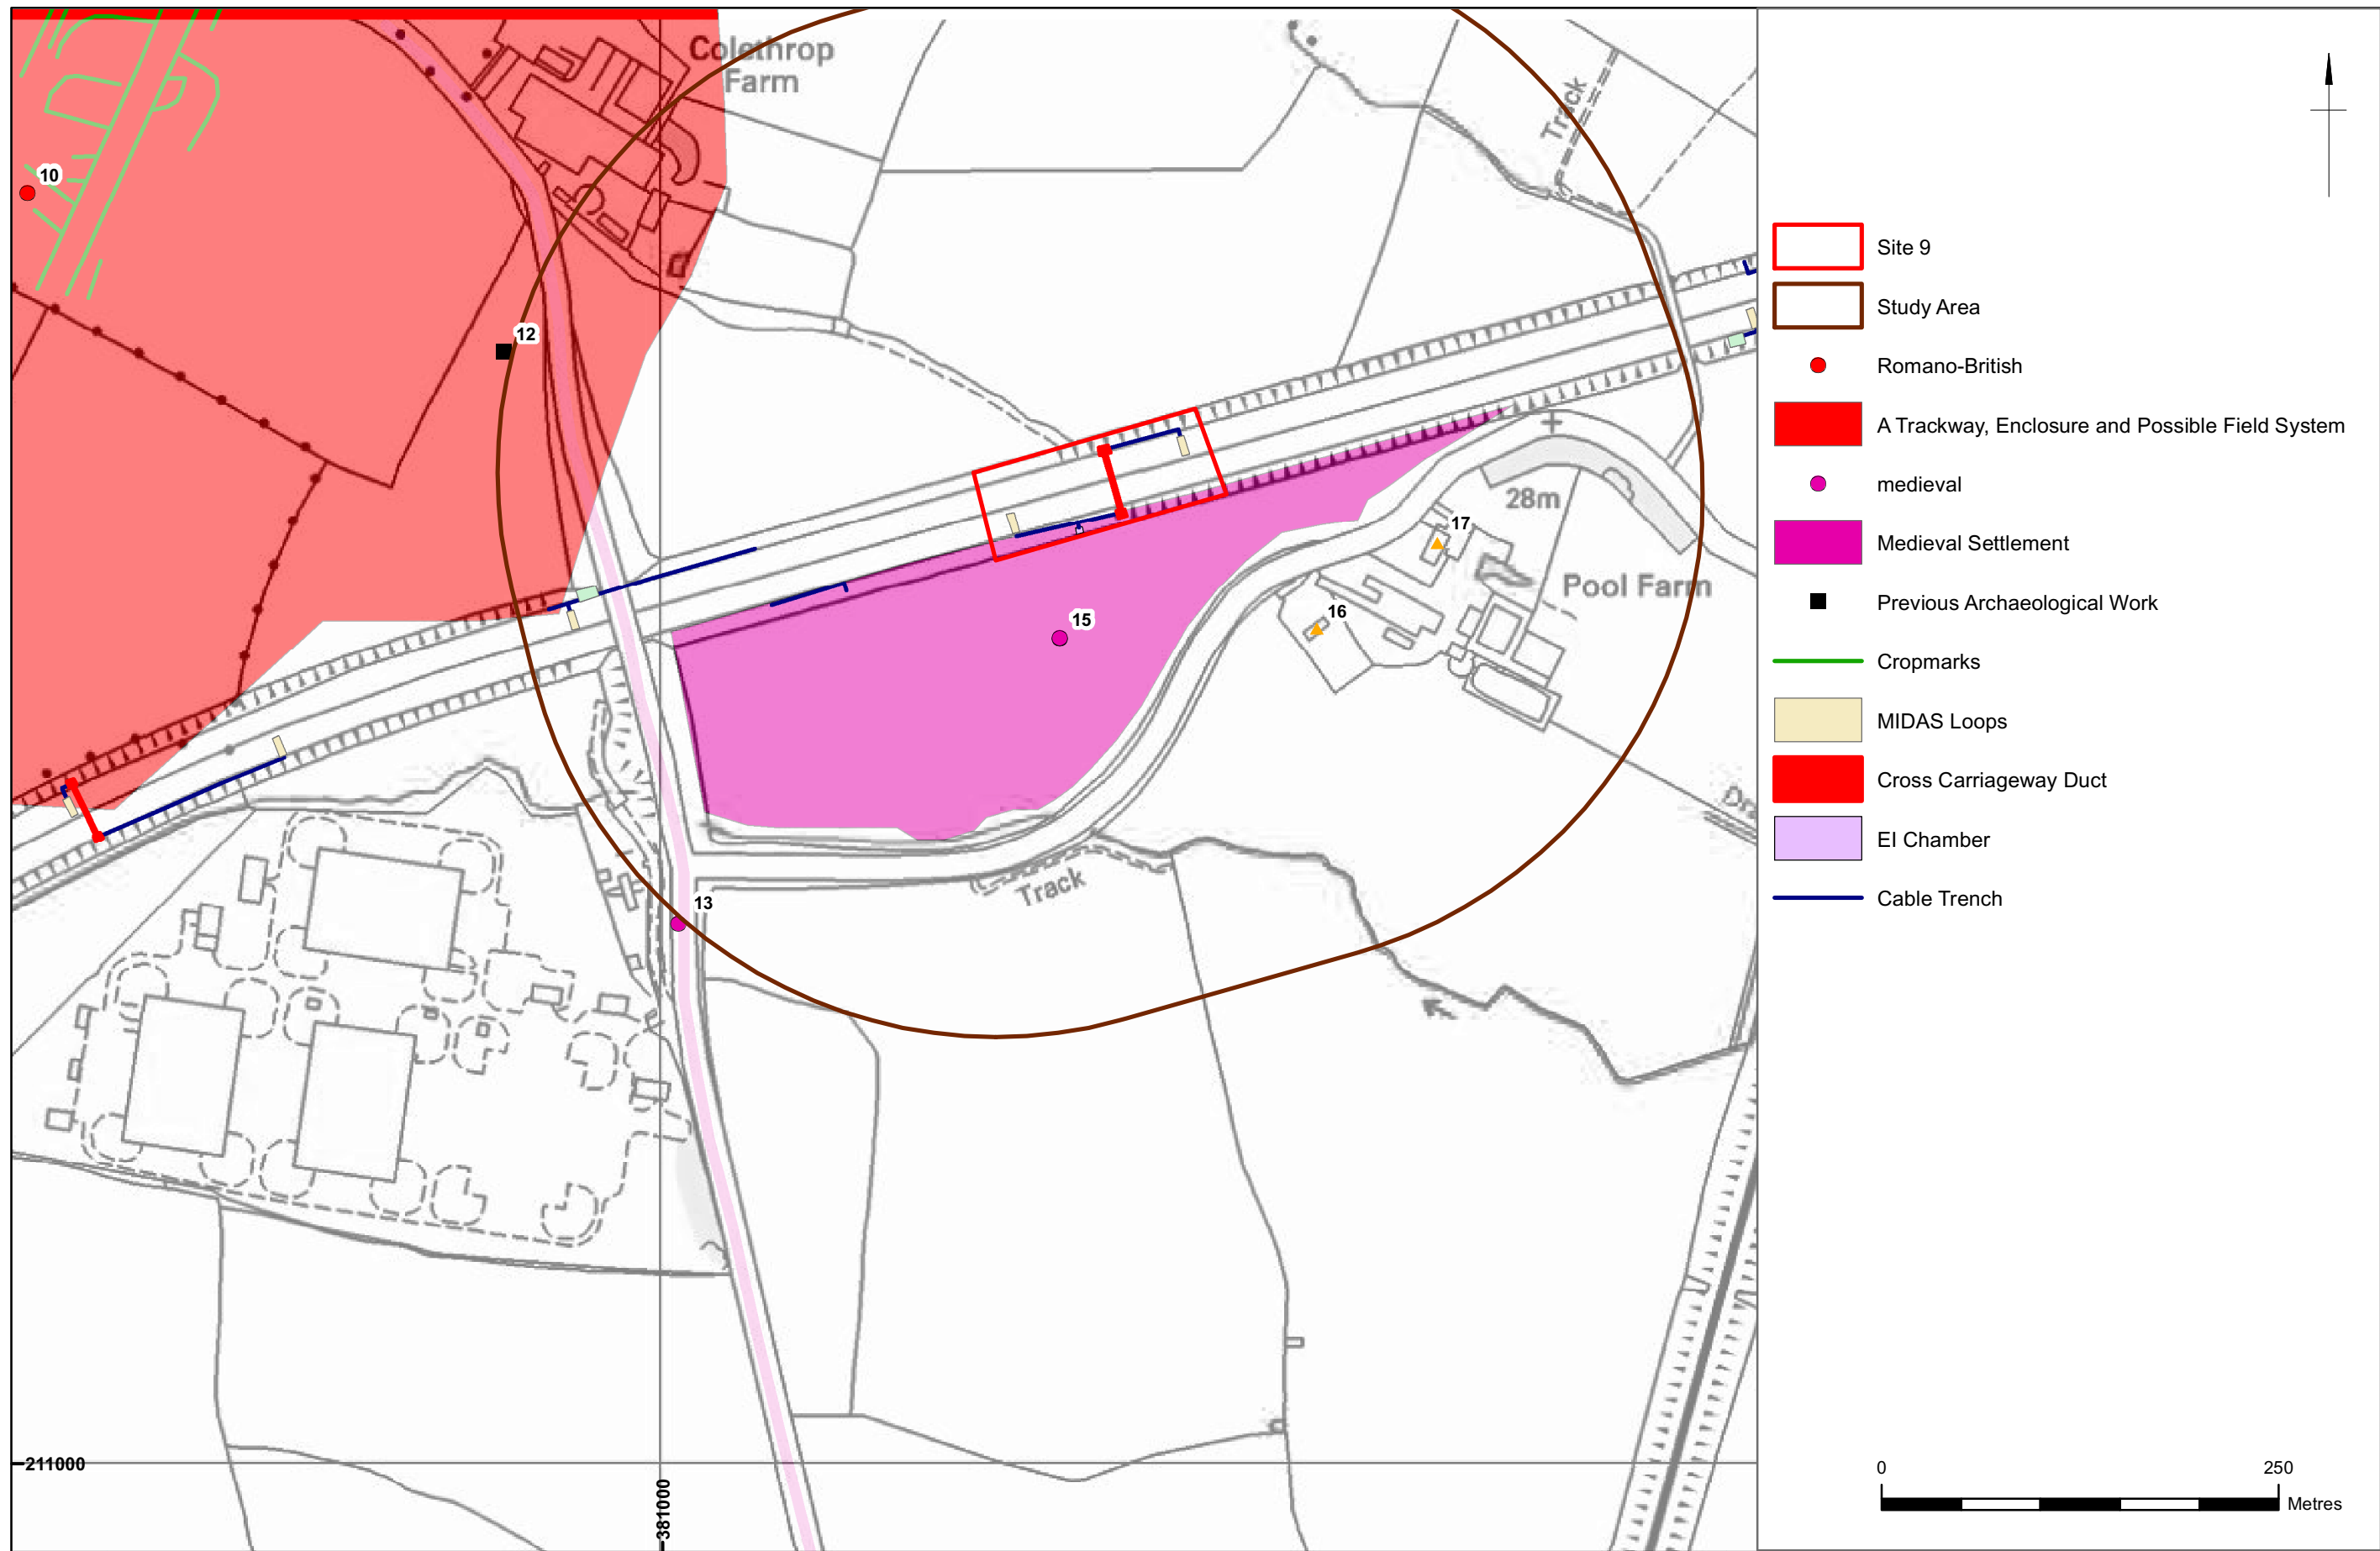 Colethrop
Farm
Track
10
12
28m
17
Pool Farm
16
15
13
Track
211000
381000
Site 9
Study Area
Romano-British
A Trackway, Enclosure and Possible Field System
medieval
Medieval Settlement
Previous Archaeological Work
Cropmarks
MIDAS Loops
Cross Carriageway Duct
EI Chamber
Cable Trench
0 250
Metres